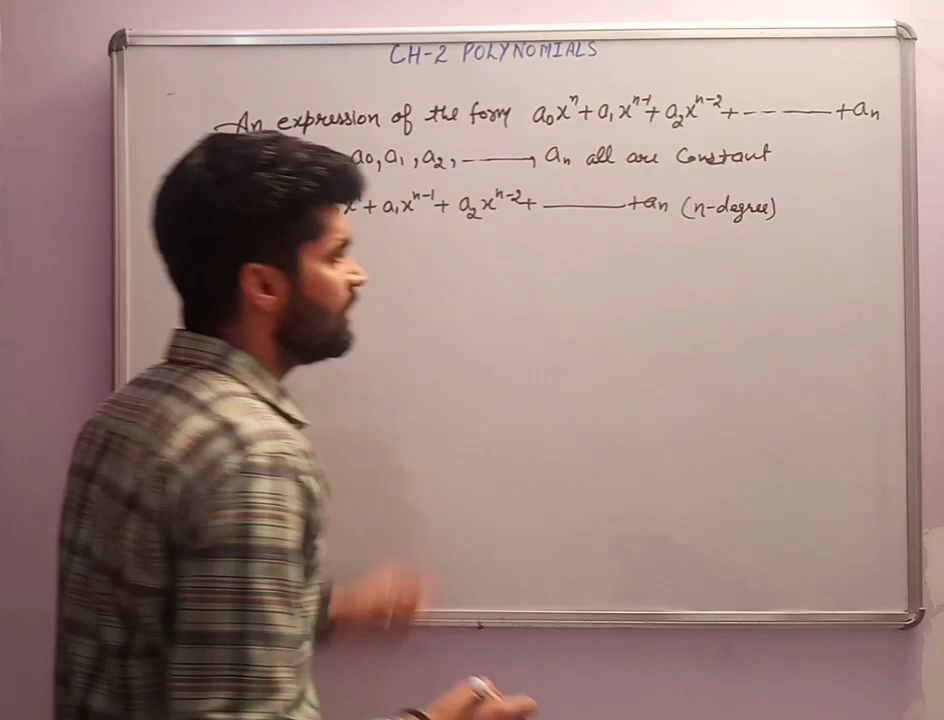 CH-2 POLYNOMIALS
An expression of the form a₀xⁿ + a₁xⁿ⁻¹ + a₂xⁿ⁻² + - - - —— + aₙ
a₀, a₁, a₂, ———, aₙ all are constant
+ a₁xⁿ⁻¹ + a₂xⁿ⁻² + ——— + aₙ (n-degree)